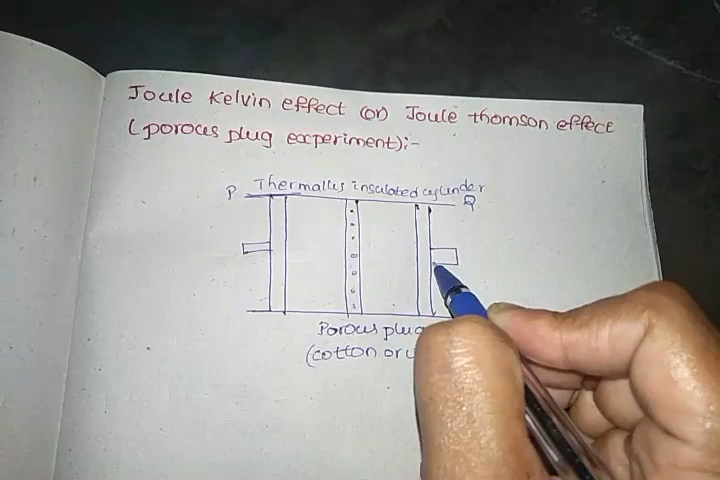 Joule Kelvin effect (or) Joule thomson effect
(porous plug experiment):-
Thermally insulated cylinder
P Q
Porous plug
(cotton or